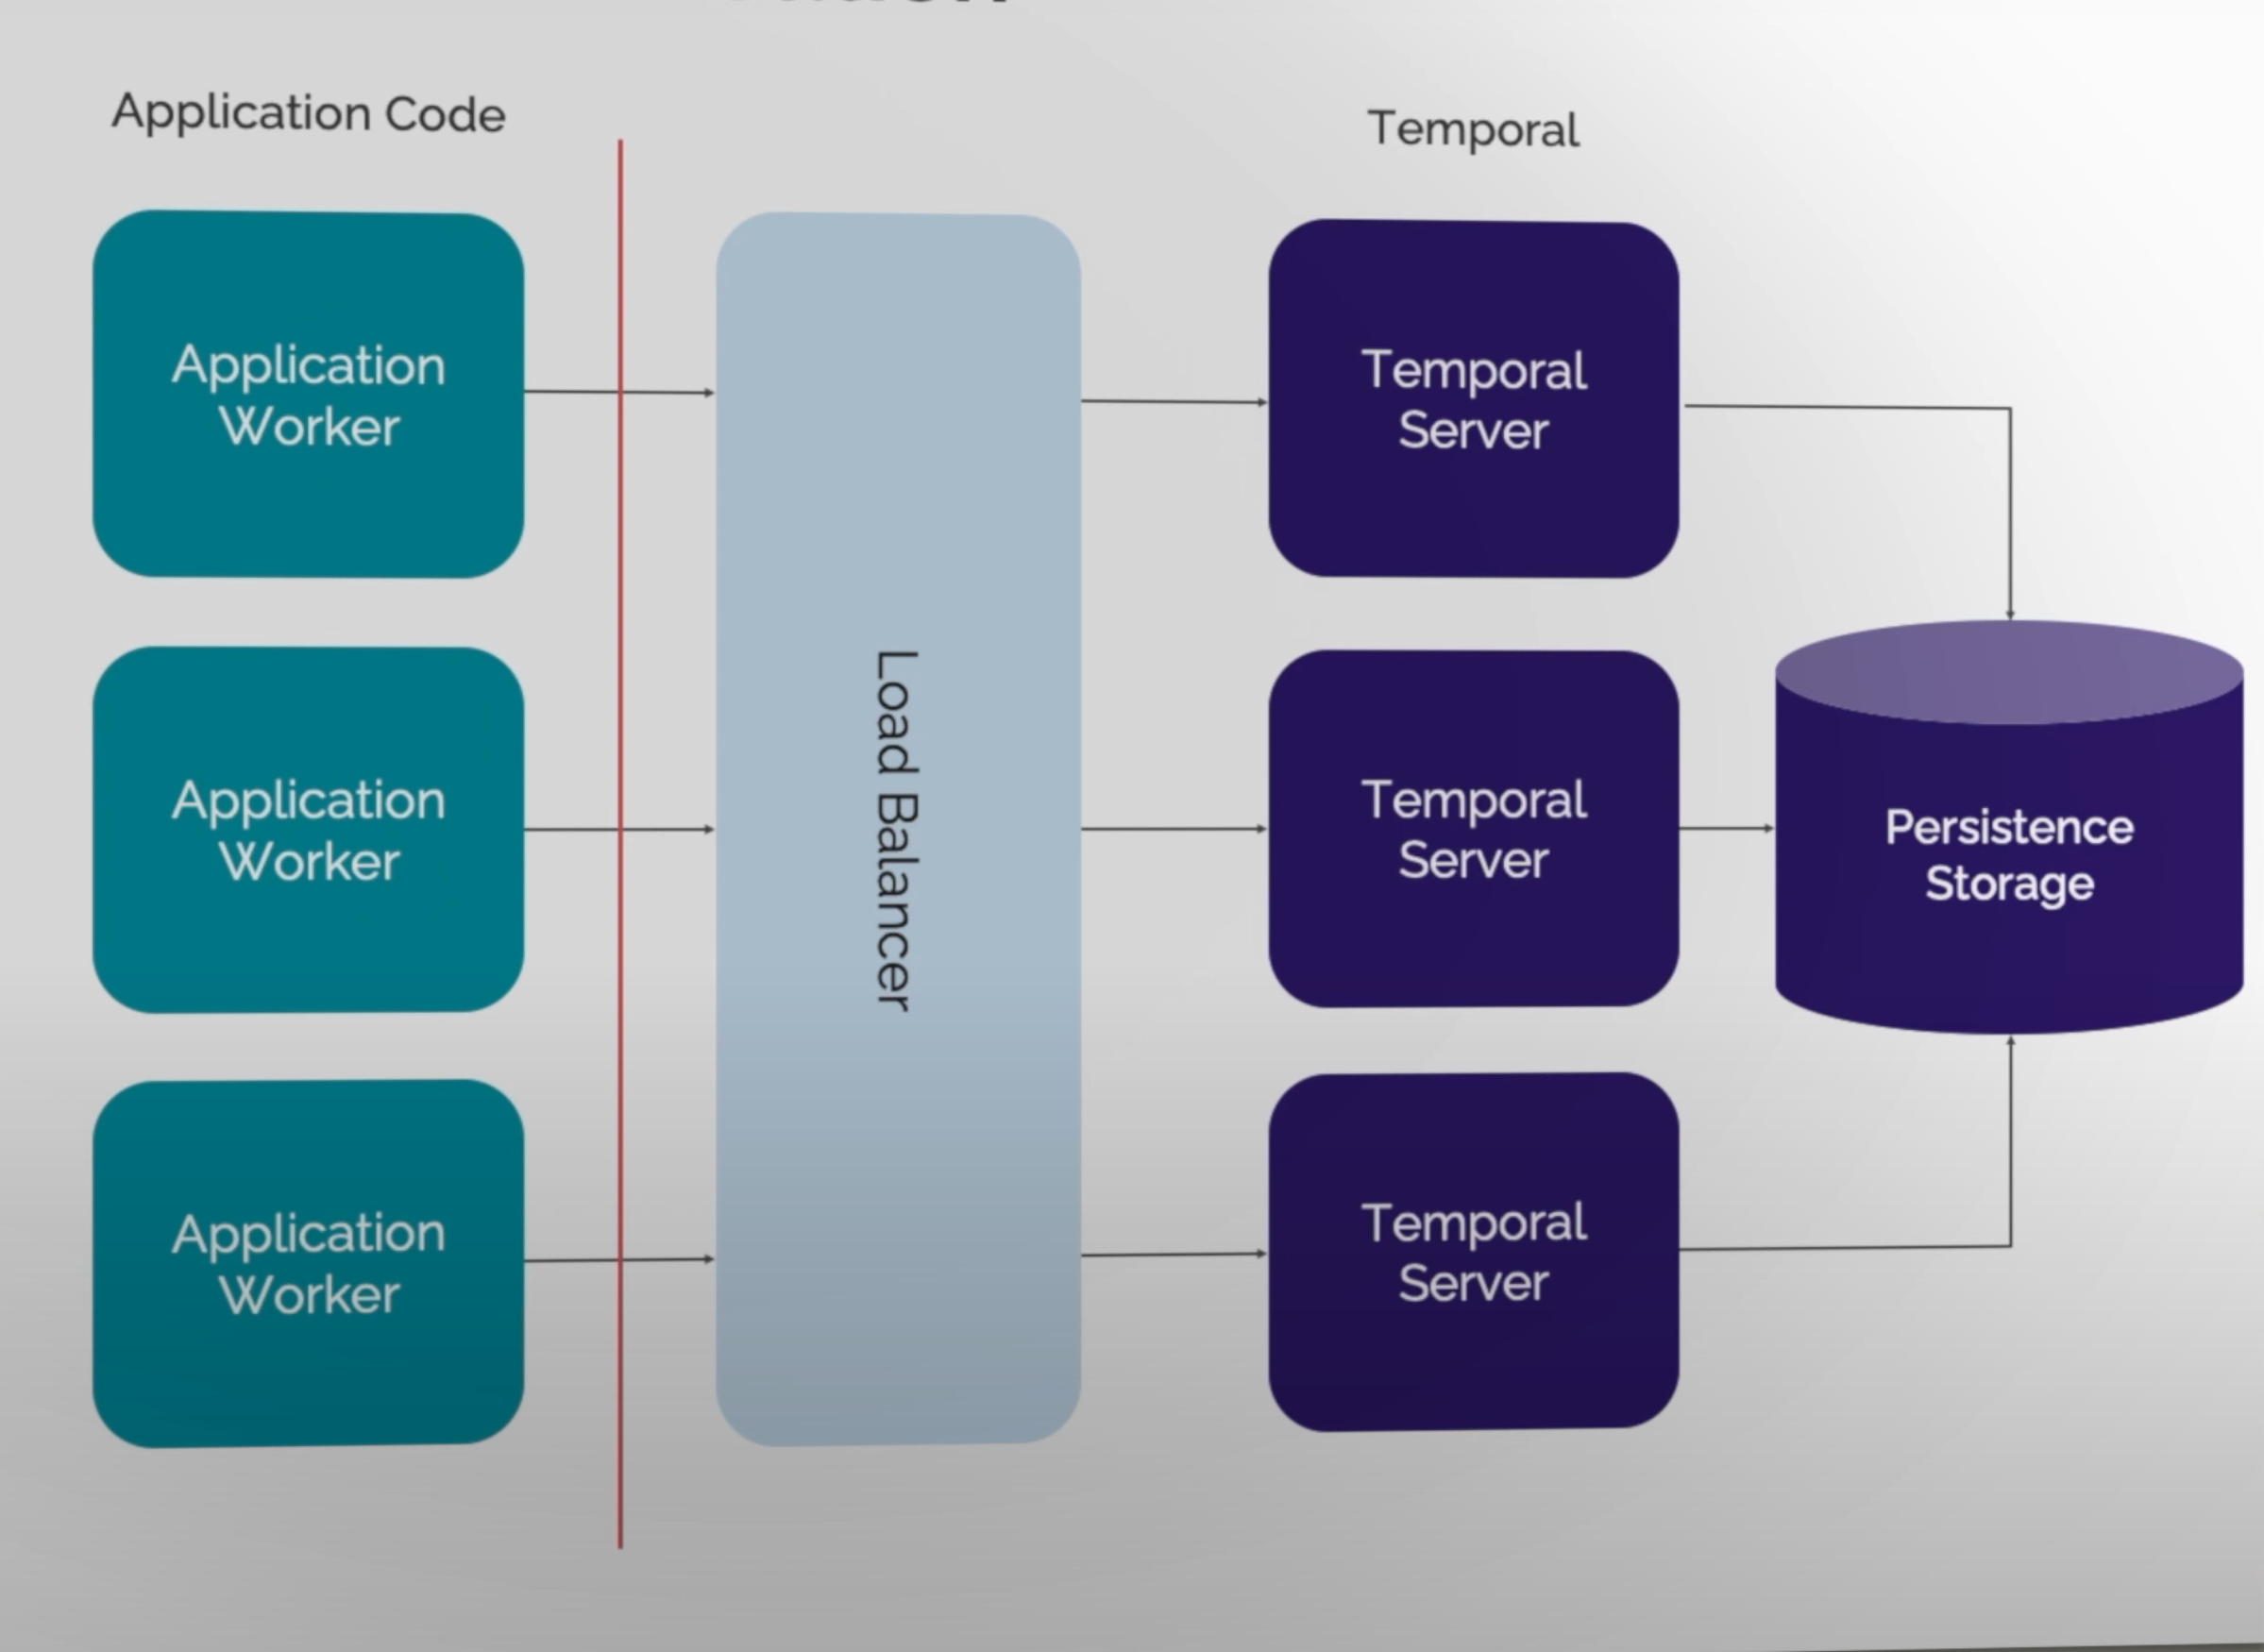 Application Code
Temporal
Application
Worker
Load Balancer
Temporal
Server
Application
Worker
Temporal
Server
Persistence
Storage
Application
Worker
Temporal
Server